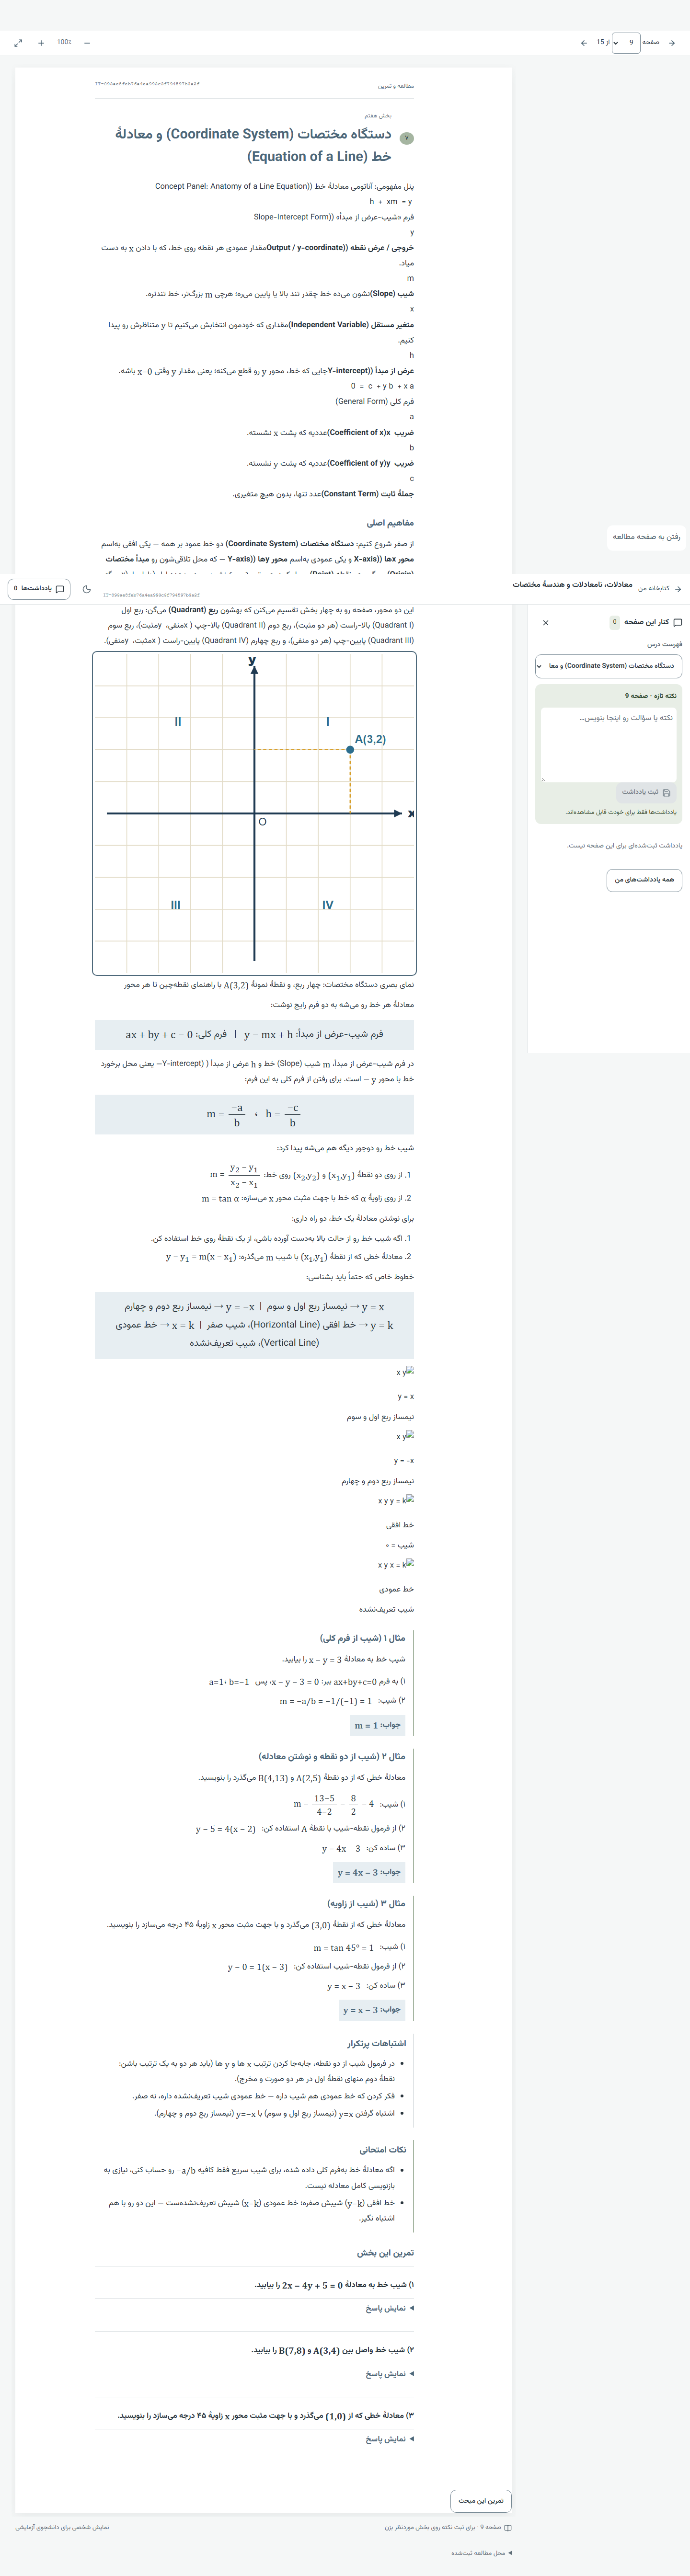 صفحه 9 از 15
100٪
مطالعه و تمرین
بخش هفتم
۷
دستگاه مختصات (Coordinate System) و معادلهٔ
خط (Equation of a Line)
پنل مفهومی: آناتومی معادلهٔ خط ((Concept Panel: Anatomy of a Line Equation
h + xm = y
فرم «شیب-عرض از مبدأ» ((Slope-Intercept Form
y
خروجی / عرض نقطه ((Output / y-coordinateمقدار عمودی هر نقطه روی خط، که با دادن x به دست
میاد.
m
شیب (Slope)نشون می‌ده خط چقدر تند بالا یا پایین می‌ره؛ هرچی m بزرگ‌تر، خط تندتره.
x
متغیر مستقل (Independent Variable)مقداری که خودمون انتخابش می‌کنیم تا y متناظرش رو پیدا
کنیم.
h
عرض از مبدأ ((Y-interceptجایی که خط، محور y رو قطع می‌کنه؛ یعنی مقدار y وقتی x=0 باشه.
0 = c + y b + x a
فرم کلی (General Form)
a
ضریب x(Coefficient of x)عددیه که پشت x نشسته.
b
ضریب y(Coefficient of y)عددیه که پشت y نشسته.
c
جملهٔ ثابت (Constant Term)عدد تنها، بدون هیچ متغیری.
مفاهیم اصلی
از صفر شروع کنیم: دستگاه مختصات (Coordinate System) دو خط عمود بر همه — یکی افقی به‌اسم
محور xها ((X-axis و یکی عمودی به‌اسم محور yها ((Y-axis — که محل تلاقی‌شون رو مبدأ مختصات
رفتن به صفحه مطالعه
کتابخانه من
معادلات، نامعادلات و هندسهٔ مختصات
یادداشت‌ها 0
این دو محور، صفحه رو به چهار بخش تقسیم می‌کنن که بهشون ربع (Quadrant) می‌گن: ربع اول
(Quadrant I) بالا-راست (هر دو مثبت)، ربع دوم (Quadrant II) بالا-چپ ( xمنفی، yمثبت)، ربع سوم
(Quadrant III) پایین-چپ (هر دو منفی)، و ربع چهارم (Quadrant IV) پایین-راست ( xمثبت، yمنفی).
کنار این صفحه 0
فهرست درس
دستگاه مختصات (Coordinate System) و معا
نکته تازه - صفحه 9
نکته یا سؤالت رو اینجا بنویس...
ثبت یادداشت
یادداشت‌ها فقط برای خودت قابل مشاهده‌اند.
یادداشت ثبت‌شده‌ای برای این صفحه نیست.
همه یادداشت‌های من
y
II
I
A(3,2)
x
O
III
IV
نمای بصری دستگاه مختصات: چهار ربع، و نقطهٔ نمونهٔ A(3,2) با راهنمای نقطه‌چین تا هر محور
معادلهٔ هر خط رو می‌شه به دو فرم رایج نوشت:
فرم شیب-عرض از مبدأ: y = mx + h | فرم کلی: ax + by + c = 0
در فرم شیب-عرض از مبدأ، m شیب (Slope) خط و h عرض از مبدأ ( (Y-intercept— یعنی محل برخورد
خط با محور y — است. برای رفتن از فرم کلی به این فرم:
m = −a/b ، h = −c/b
شیب خط رو دوجور دیگه هم می‌شه پیدا کرد:
1. از روی دو نقطهٔ (x1,y1) و (x2,y2) روی خط: m = (y2 − y1)/(x2 − x1)
2. از روی زاویهٔ α که خط با جهت مثبت محور x می‌سازه: m = tan α
برای نوشتن معادلهٔ یک خط، دو راه داری:
1. اگه شیب خط رو از حالت بالا به‌دست آورده باشی، از یک نقطهٔ روی خط استفاده کن.
2. معادلهٔ خطی که از نقطهٔ (x1,y1) با شیب m می‌گذره: y − y1 = m(x − x1)
خطوط خاص که حتماً باید بشناسی:
y = x → نیمساز ربع اول و سوم | y = −x → نیمساز ربع دوم و چهارم
y = k → خط افقی (Horizontal Line)، شیب صفر | x = k → خط عمودی
(Vertical Line)، شیب تعریف‌نشده
x y
y = x
نیمساز ربع اول و سوم
x y
y = -x
نیمساز ربع دوم و چهارم
x y y = k
خط افقی
شیب = ۰
x y x = k
خط عمودی
شیب تعریف‌نشده
مثال ۱ (شیب از فرم کلی)
شیب خط به معادلهٔ x − y = 3 را بیابید.
۱) به فرم ax+by+c=0 ببر: x − y − 3 = 0، پس a=1، b=−1
۲) شیب: m = −a/b = −1/(−1) = 1
جواب: m = 1
مثال ۲ (شیب از دو نقطه و نوشتن معادله)
معادلهٔ خطی که از دو نقطهٔ A(2,5) و B(4,13) می‌گذرد را بنویسید.
۱) شیب: m = (13−5)/(4−2) = 8/2 = 4
۲) از فرمول نقطه-شیب با نقطهٔ A استفاده کن: y − 5 = 4(x − 2)
۳) ساده کن: y = 4x − 3
جواب: y = 4x − 3
مثال ۳ (شیب از زاویه)
معادلهٔ خطی که از نقطهٔ (3,0) می‌گذرد و با جهت مثبت محور x زاویهٔ ۴۵ درجه می‌سازد را بنویسید.
۱) شیب: m = tan 45° = 1
۲) از فرمول نقطه-شیب استفاده کن: y − 0 = 1(x − 3)
۳) ساده کن: y = x − 3
جواب: y = x − 3
اشتباهات پرتکرار
• در فرمول شیب از دو نقطه، جابه‌جا کردن ترتیب x ها و y ها (باید هر دو به یک ترتیب باشن:
نقطهٔ دوم منهای نقطهٔ اول در هر دو صورت و مخرج).
• فکر کردن که خط عمودی هم شیب داره — خط عمودی شیب تعریف‌نشده داره، نه صفر.
• اشتباه گرفتن y=x (نیمساز ربع اول و سوم) با y=−x (نیمساز ربع دوم و چهارم).
نکات امتحانی
• اگه معادلهٔ خط به‌فرم کلی داده شده، برای شیب سریع فقط کافیه −a/b رو حساب کنی، نیازی به
بازنویسی کامل معادله نیست.
• خط افقی (y=k) شیبش صفره؛ خط عمودی (x=k) شیبش تعریف‌نشده‌ست — این دو رو با هم
اشتباه نگیر.
تمرین این بخش
۱) شیب خط به معادلهٔ 2x − 4y + 5 = 0 را بیابید.
نمایش پاسخ
۲) شیب خط واصل بین A(3,4) و B(7,8) را بیابید.
نمایش پاسخ
۳) معادلهٔ خطی که از (1,0) می‌گذرد و با جهت مثبت محور x زاویهٔ ۴۵ درجه می‌سازد را بنویسید.
نمایش پاسخ
تمرین این مبحث
صفحه 9 · برای ثبت نکته روی بخش موردنظر بزن
نمایش شخصی برای دانشجوی آزمایشی
محل مطالعه ثبت‌شده